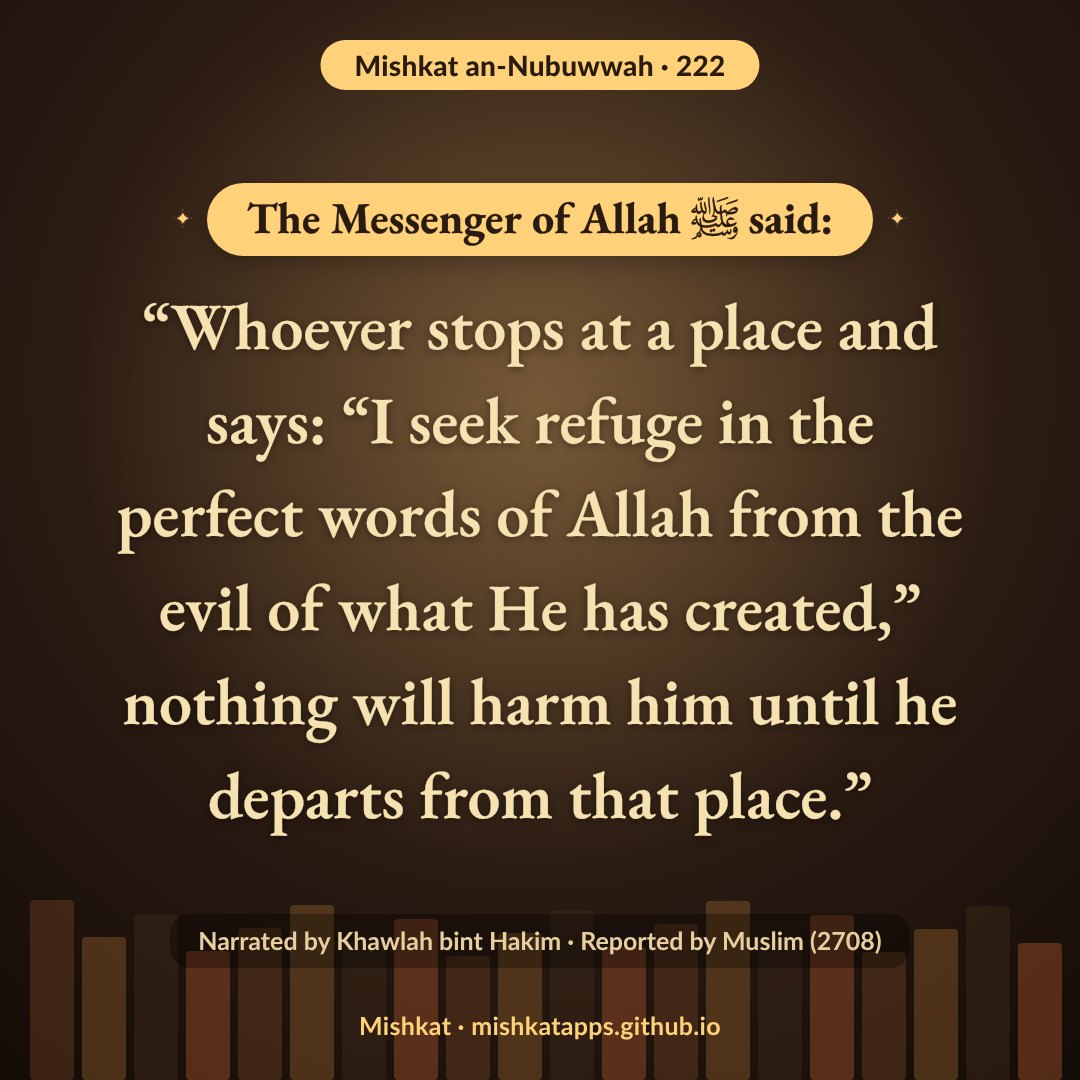 Mishkat an-Nubuwwah · 222
The Messenger of Allah ﷺ said:
“Whoever stops at a place and
says: “I seek refuge in the
perfect words of Allah from the
evil of what He has created,”
nothing will harm him until he
departs from that place.”
Narrated by Khawlah bint Hakim · Reported by Muslim (2708)
Mishkat · mishkatapps.github.io